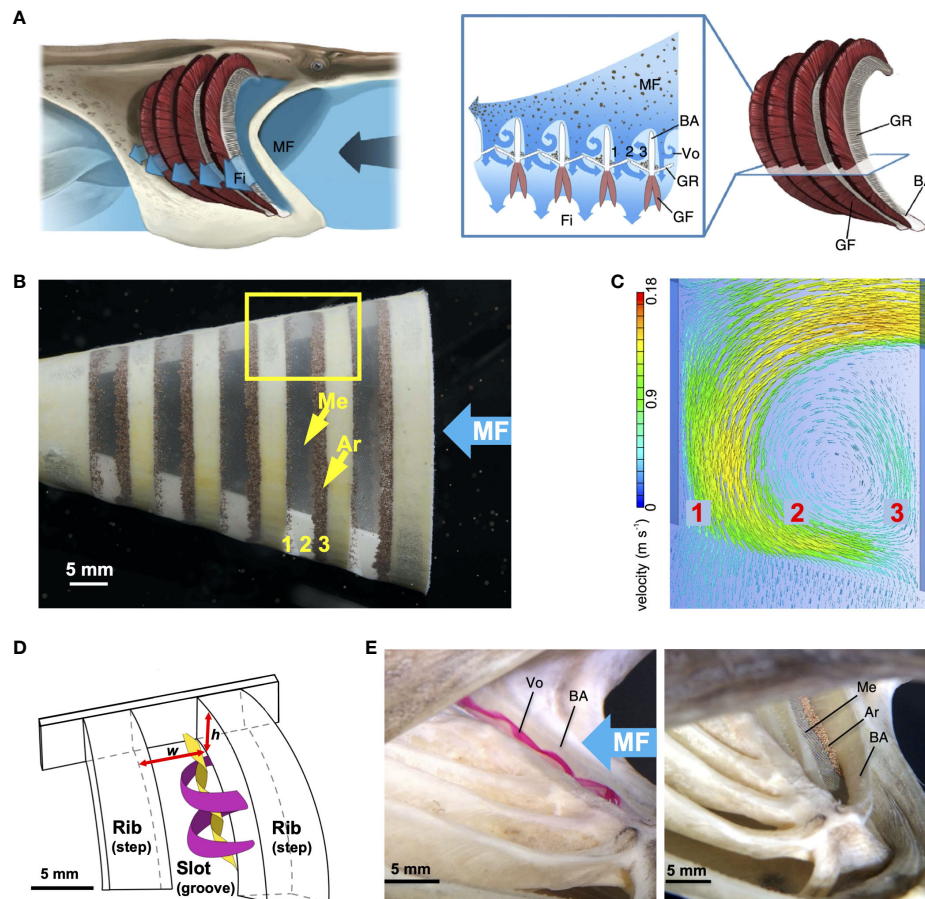 A
MF
Fi
MF
BA
1 2 3
Vo
GR
GF
Fi
GR
GF
B
Me
Ar
MF
1 2 3
5 mm
C
0.18
0.9
0
velocity (m s⁻¹)
1 2 3
D
h
w
Rib
(step)
Rib
(step)
Slot
(groove)
5 mm
E
Vo
BA
MF
5 mm
Me
Ar
BA
5 mm